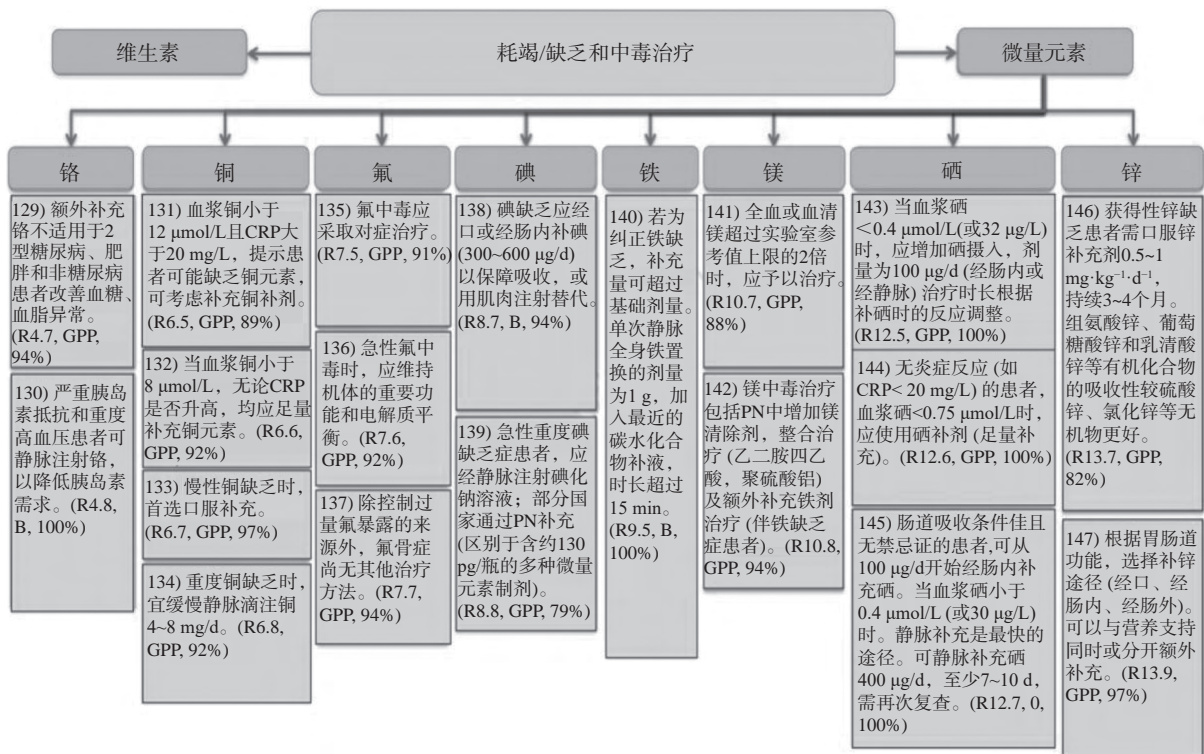 维生素
耗竭/缺乏和中毒治疗
微量元素
铬
铜
氟
碘
铁
镁
硒
锌
129) 额外补充
铬不适用于2
型糖尿病、肥
胖和非糖尿病
患者改善血糖、
血脂异常。
(R4.7, GPP,
94%)
130) 严重胰岛
素抵抗和重度
高血压患者可
静脉注射铬，
以降低胰岛素
需求。(R4.8,
B, 100%)
131) 血浆铜小于
12 μmol/L且CRP大
于20 mg/L，提示患
者可能缺乏铜元素，
可考虑补充铜补剂。
(R6.5, GPP, 89%)
132) 当血浆铜小于
8 μmol/L，无论CRP
是否升高，均应足量
补充铜元素。(R6.6,
GPP, 92%)
133) 慢性铜缺乏时，
首选口服补充。
(R6.7, GPP, 97%)
134) 重度铜缺乏时，
宜缓慢静脉滴注铜
4~8 mg/d。(R6.8,
GPP, 92%)
135) 氟中毒应
采取对症治疗。
(R7.5, GPP, 91%)
136) 急性氟中
毒时，应维持
机体的重要功
能和电解质平
衡。(R7.6,
GPP, 92%)
137) 除控制过
量氟暴露的来
源外，氟骨症
尚无其他治疗
方法。(R7.7,
GPP, 94%)
138) 碘缺乏应经
口或经肠内补碘
(300~600 μg/d)
以保障吸收，或
用肌肉注射替代。
(R8.7, B, 94%)
139) 急性重度碘
缺乏症患者，应
经静脉注射碘化
钠溶液；部分国
家通过PN补充
(区别于含约130
pg/瓶的多种微量
元素制剂)。
(R8.8, GPP, 79%)
140) 若为
纠正铁缺
乏，补充
量可超过
基础剂量。
单次静脉
全身铁置
换的剂量
为1 g，加
入最近的
碳水化合
物补液，
时长超过
15 min。
(R9.5, B,
100%)
141) 全血或血清
镁超过实验室参
考值上限的2倍
时，应予以治疗。
(R10.7, GPP,
88%)
142) 镁中毒治疗
包括PN中增加镁
清除剂，整合治
疗 (乙二胺四乙
酸，聚硫酸铝)
及额外补充铁剂
治疗 (伴铁缺乏
症患者)。(R10.8,
GPP, 94%)
143) 当血浆硒
＜0.4 μmol/L(或32 μg/L)
时，应增加硒摄入，剂
量为100 μg/d (经肠内或
经静脉) 治疗时长根据
补硒时的反应调整。
(R12.5, GPP, 100%)
144) 无炎症反应 (如
CRP< 20 mg/L) 的患者，
血浆硒<0.75 μmol/L时，
应使用硒补剂 (足量补
充)。(R12.6, GPP, 100%)
145) 肠道吸收条件佳且
无禁忌证的患者,可从
100 μg/d开始经肠内补
充硒。当血浆硒小于
0.4 μmol/L (或30 μg/L)
时。静脉补充是最快的
途径。可静脉补充硒
400 μg/d，至少7~10 d，
需再次复查。(R12.7, 0,
100%)
146) 获得性锌缺
乏患者需口服锌
补充剂0.5~1
mg·kg⁻¹·d⁻¹，
持续3~4个月。
组氨酸锌、葡萄
糖酸锌和乳清酸
锌等有机化合物
的吸收性较硫酸
锌、氯化锌等无
机物更好。
(R13.7, GPP,
82%)
147) 根据胃肠道
功能，选择补锌
途径 (经口、经
肠内、经肠外)。
可以与营养支持
同时或分开额外
补充。(R13.9,
GPP, 97%)